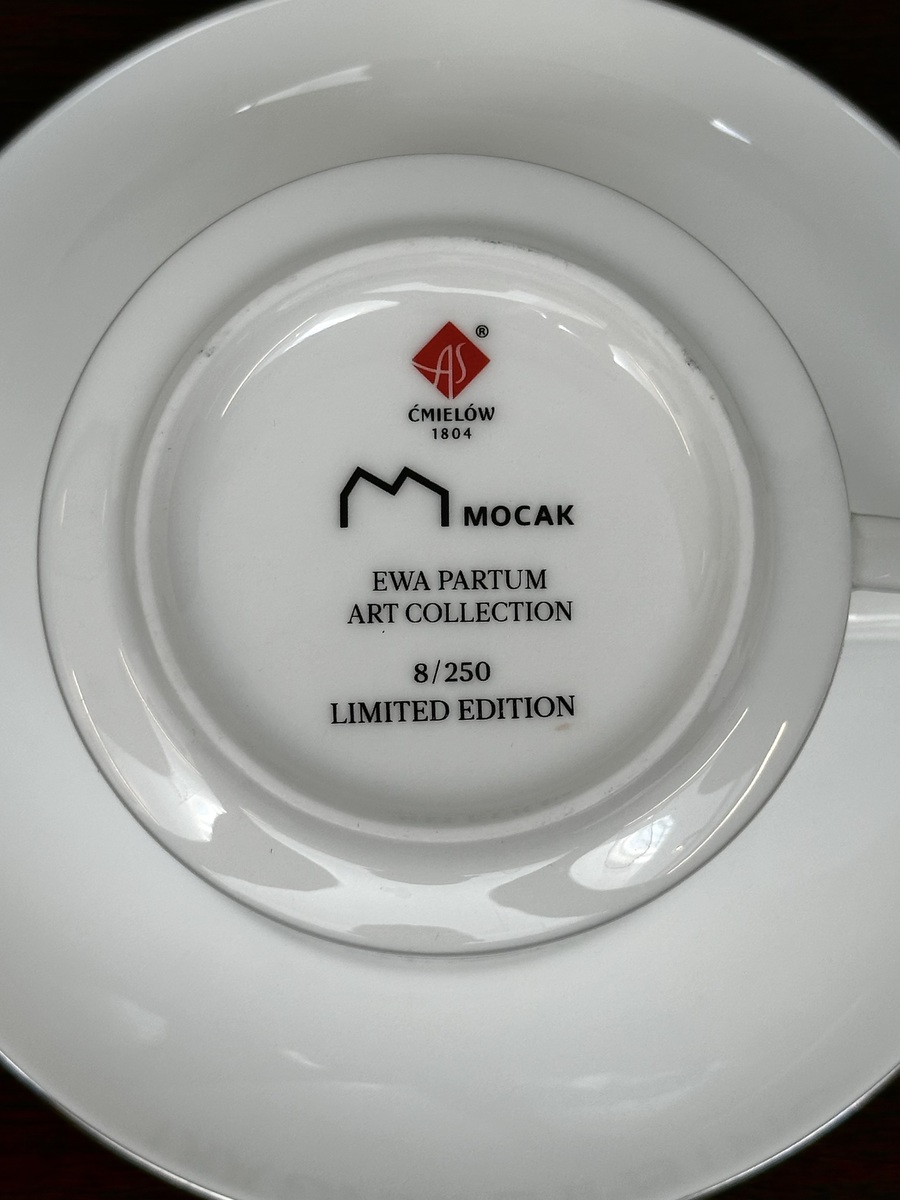 AS®
ĆMIELÓW
1804
MOCAK
EWA PARTUM
ART COLLECTION
8/250
LIMITED EDITION